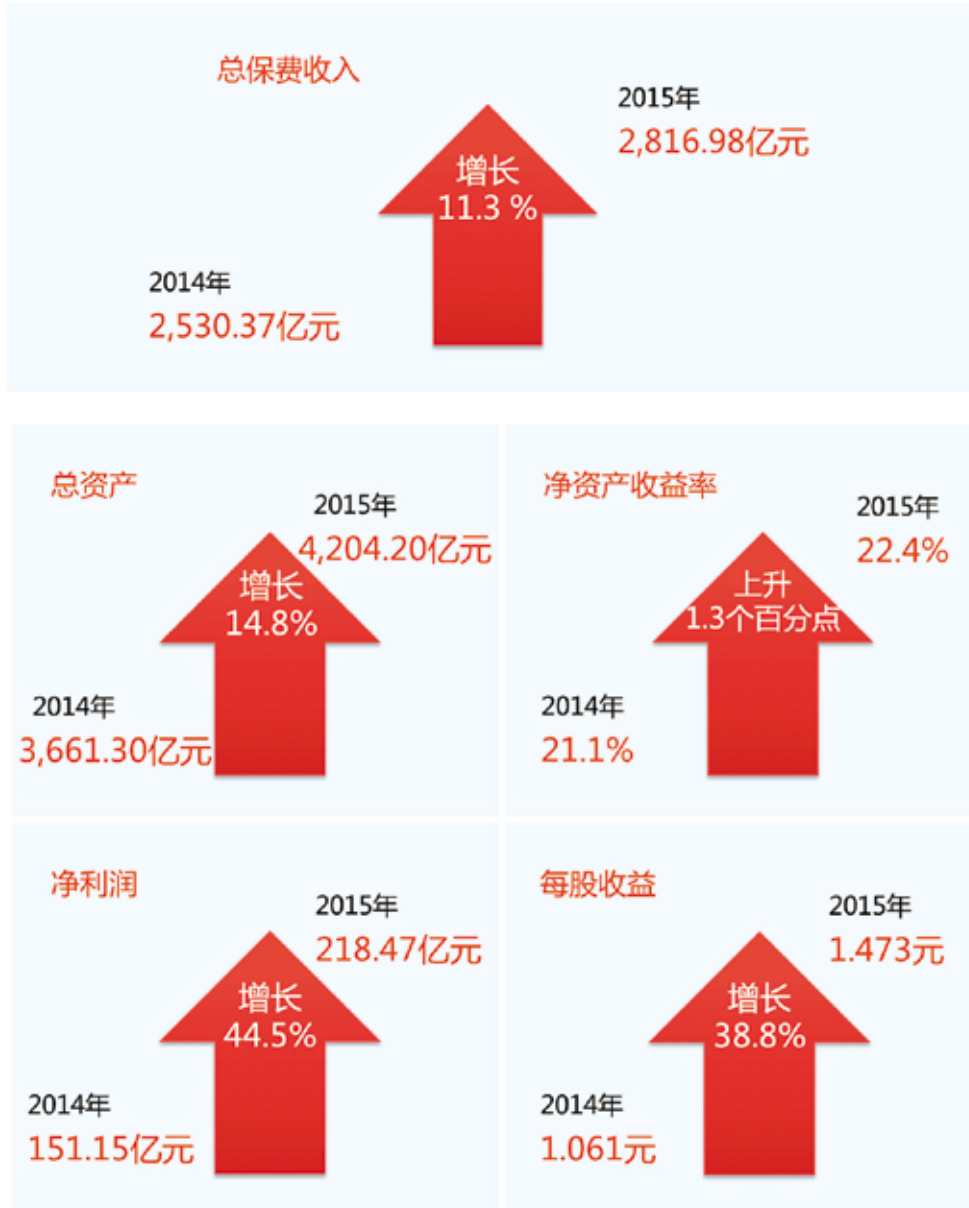 总保费收入
2015年
2,816.98亿元
增长
11.3 %
2014年
2,530.37亿元
总资产
2015年
4,204.20亿元
增长
14.8%
2014年
3,661.30亿元
净资产收益率
2015年
22.4%
上升
1.3个百分点
2014年
21.1%
净利润
2015年
218.47亿元
增长
44.5%
2014年
151.15亿元
每股收益
2015年
1.473元
增长
38.8%
2014年
1.061元